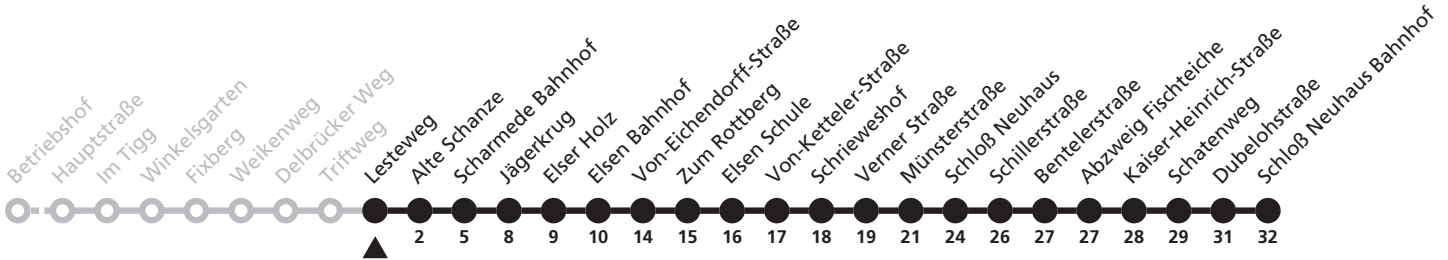 Betriebshof
Hauptstraße
Im Tigg
Winkelsgarten
Fixberg
Weikenweg
Delbrücker Weg
Triftweg
Lesteweg
Alte Schanze
Scharmede Bahnhof
Jägerkrug
Elser Holz
Elsen Bahnhof
Von-Eichendorff-Straße
Zum Rottberg
Elsen Schule
Von-Ketteler-Straße
Schrieweshof
Verner Straße
Münsterstraße
Schloß Neuhaus
Schillerstraße
Bentelerstraße
Abzweig Fischteiche
Kaiser-Heinrich-Straße
Schatenweg
Dubelohstraße
Schloß Neuhaus Bahnhof
2 5 8 9 10 14 15 16 17 18 19 21 24 26 27 27 28 29 31 32